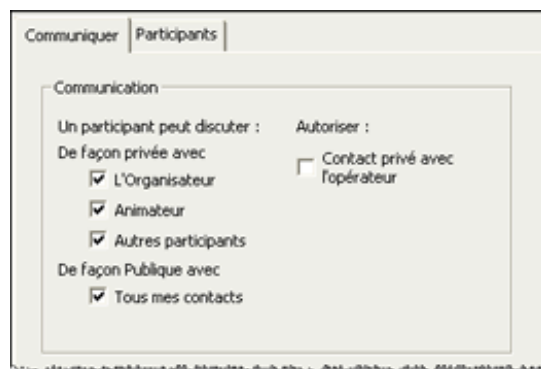 Communiquer Participants
Communication
Un participant peut discuter : Autoriser :
De façon privée avec
Contact privé avec
l'opérateur
L'Organisateur
Animateur
Autres participants
De façon Publique avec
Tous mes contacts